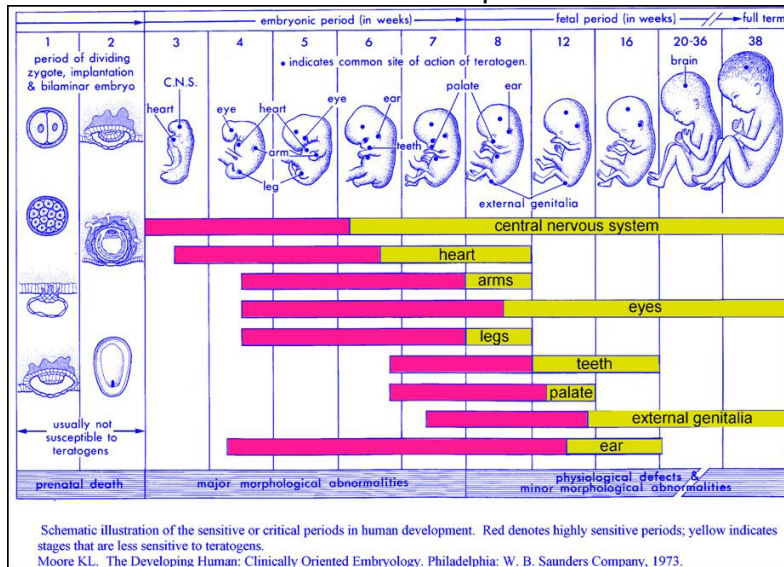 embryonic period (in weeks)
fetal period (in weeks)
full term
1 2 3 4 5 6 7 8 12 16 20-36 38
period of dividing
zygote, implantation
& bilaminar embryo
• indicates common site of action of teratogen.
C.N.S.
heart
eye
heart
arm
leg
eye
ear
teeth
palate
ear
brain
external genitalia
central nervous system
heart
arms
eyes
legs
teeth
palate
external genitalia
ear
usually not
susceptible to
teratogens
prenatal death
major morphological abnormalities
physiological defects &
minor morphological abnormalities
Schematic illustration of the sensitive or critical periods in human development. Red denotes highly sensitive periods; yellow indicates
stages that are less sensitive to teratogens.
Moore KL. The Developing Human: Clinically Oriented Embryology. Philadelphia: W. B. Saunders Company, 1973.